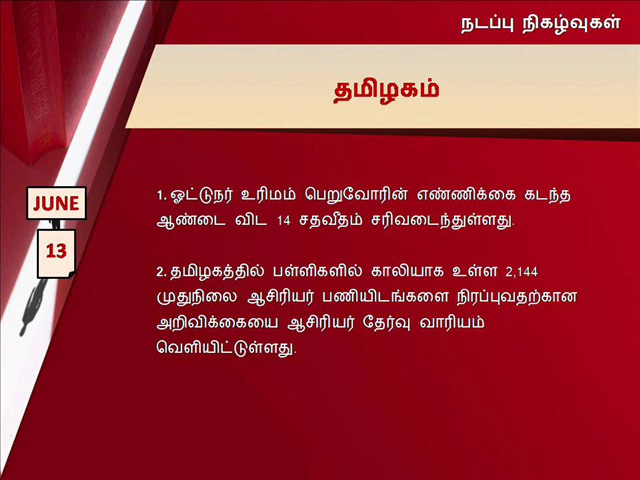 நடப்பு நிகழ்வுகள்
தமிழகம்
JUNE
13
1. ஓட்டுநர் உரிமம் பெறுவோரின் எண்ணிக்கை கடந்த
ஆண்டை விட 14 சதவீதம் சரிவடைந்துள்ளது.
2. தமிழகத்தில் பள்ளிகளில் காலியாக உள்ள 2,144
முதுநிலை ஆசிரியர் பணியிடங்களை நிரப்புவதற்கான
அறிவிக்கையை ஆசிரியர் தேர்வு வாரியம்
வெளியிட்டுள்ளது.